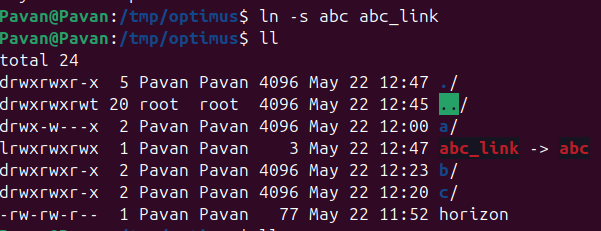 Pavan@Pavan:/tmp/optimus$ ln -s abc abc_link
Pavan@Pavan:/tmp/optimus$ ll
total 24
drwxrwxr-x  5 Pavan Pavan 4096 May 22 12:47 ./
drwxrwxrwt 20 root  root  4096 May 22 12:45 ../
drwx-w---x  2 Pavan Pavan 4096 May 22 12:00 a/
lrwxrwxrwx  1 Pavan Pavan    3 May 22 12:47 abc_link -> abc
drwxrwxr-x  2 Pavan Pavan 4096 May 22 12:23 b/
drwxrwxr-x  2 Pavan Pavan 4096 May 22 12:20 c/
-rw-rw-r--  1 Pavan Pavan   77 May 22 11:52 horizon